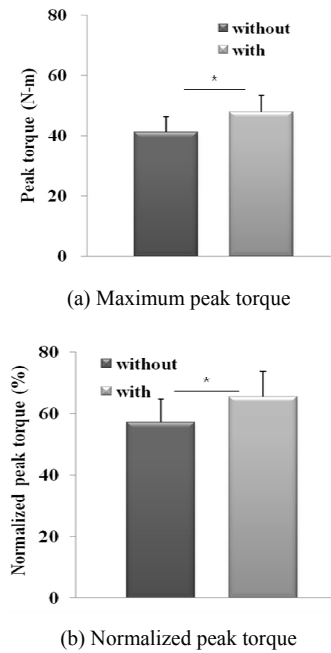 80
60
40
20
0
Peak torque (N-m)
without
with
*
(a) Maximum peak torque
80
60
40
20
0
Normalized peak torque (%)
without
with
*
(b) Normalized peak torque